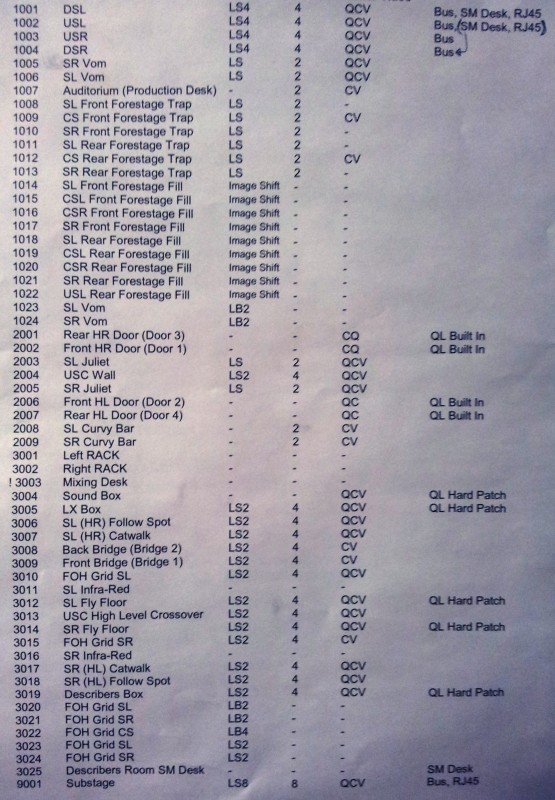 1001 DSL LS4 4 QCV Bus, SM Desk, RJ45
1002 USL LS4 4 QCV Bus, (SM Desk, RJ45)
1003 USR LS4 4 QCV Bus
1004 DSR LS4 4 QCV Bus
1005 SR Vom LS 2 QCV
1006 SL Vom LS 2 QCV
1007 Auditorium (Production Desk) - 2 CV
1008 SL Front Forestage Trap LS 2 -
1009 CS Front Forestage Trap LS 2 CV
1010 SR Front Forestage Trap LS 2 -
1011 SL Rear Forestage Trap LS 2 -
1012 CS Rear Forestage Trap LS 2 CV
1013 SR Rear Forestage Trap LS 2 -
1014 SL Front Forestage Fill Image Shift - -
1015 CSL Front Forestage Fill Image Shift - -
1016 CSR Front Forestage Fill Image Shift - -
1017 SR Front Forestage Fill Image Shift - -
1018 SL Rear Forestage Fill Image Shift - -
1019 CSL Rear Forestage Fill Image Shift - -
1020 CSR Rear Forestage Fill Image Shift - -
1021 SR Rear Forestage Fill Image Shift - -
1022 USL Rear Forestage Fill Image Shift - -
1023 SL Vom LB2 - -
1024 SR Vom LB2 - -
2001 Rear HR Door (Door 3) - - CQ QL Built In
2002 Front HR Door (Door 1) - - CQ QL Built In
2003 SL Juliet LS 2 QCV
2004 USC Wall LS2 4 QCV
2005 SR Juliet LS 2 QCV
2006 Front HL Door (Door 2) - - QC QL Built In
2007 Rear HL Door (Door 4) - - QC QL Built In
2008 SL Curvy Bar - 2 CV
2009 SR Curvy Bar - 2 CV
3001 Left RACK - - -
3002 Right RACK - - -
! 3003 Mixing Desk - - -
3004 Sound Box - - QCV QL Hard Patch
3005 LX Box LS2 4 QCV QL Hard Patch
3006 SL (HR) Follow Spot LS2 4 QCV
3007 SL (HR) Catwalk LS2 4 QCV
3008 Back Bridge (Bridge 2) LS2 4 CV
3009 Front Bridge (Bridge 1) LS2 4 CV
3010 FOH Grid SL LS2 4 QCV
3011 SL Infra-Red - - -
3012 SL Fly Floor LS2 4 QCV QL Hard Patch
3013 USC High Level Crossover LS2 4 QCV
3014 SR Fly Floor LS2 4 QCV QL Hard Patch
3015 FOH Grid SR LS2 4 CV
3016 SR Infra-Red - - -
3017 SR (HL) Catwalk LS2 4 QCV
3018 SR (HL) Follow Spot LS2 4 QCV
3019 Describers Box LS2 4 QCV QL Hard Patch
3020 FOH Grid SL LB2 - -
3021 FOH Grid SR LB2 - -
3022 FOH Grid CS LB4 - -
3023 FOH Grid SL LS2 - -
3024 FOH Grid SR LS2 - -
3025 Describers Room SM Desk - - - SM Desk
9001 Substage LS8 8 QCV Bus, RJ45